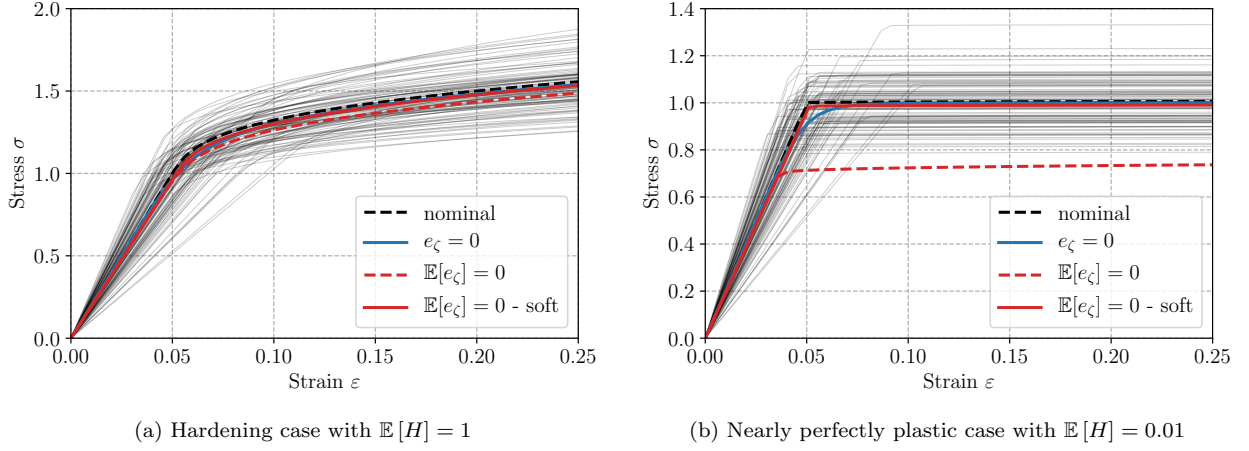 2.0
1.5
1.0
0.5
0.0
0.00 0.05 0.10 0.15 0.20 0.25
Stress σ
Strain ε
nominal
e_ζ = 0
𝔼[e_ζ] = 0
𝔼[e_ζ] = 0 - soft
(a) Hardening case with 𝔼 [H] = 1
1.4
1.2
1.0
0.8
0.6
0.4
0.2
0.0
0.00 0.05 0.10 0.15 0.20 0.25
Stress σ
Strain ε
nominal
e_ζ = 0
𝔼[e_ζ] = 0
𝔼[e_ζ] = 0 - soft
(b) Nearly perfectly plastic case with 𝔼 [H] = 0.01